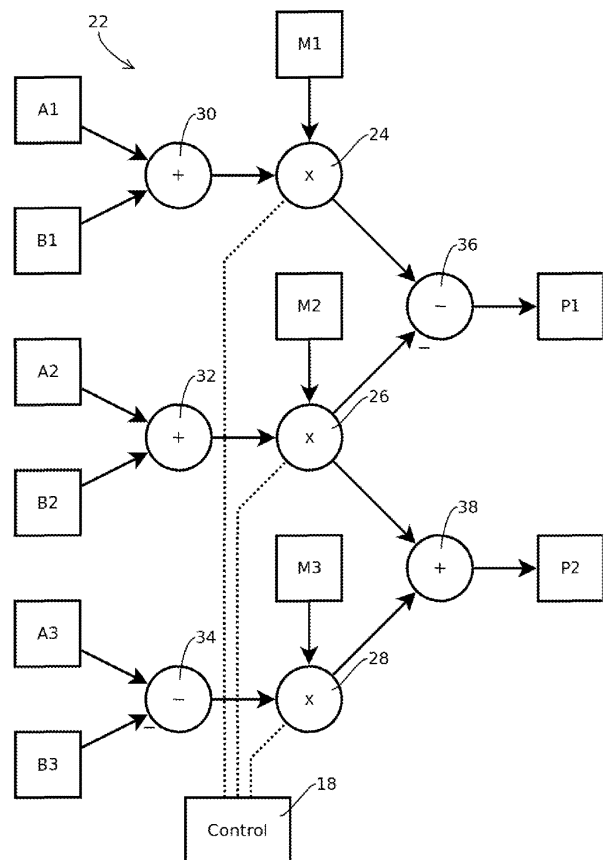 22
M1
A1
30
24
+
x
B1
36
M2
−
P1
−
A2
32
26
+
x
B2
38
M3
+
P2
A3
34
28
−
x
−
B3
18
Control